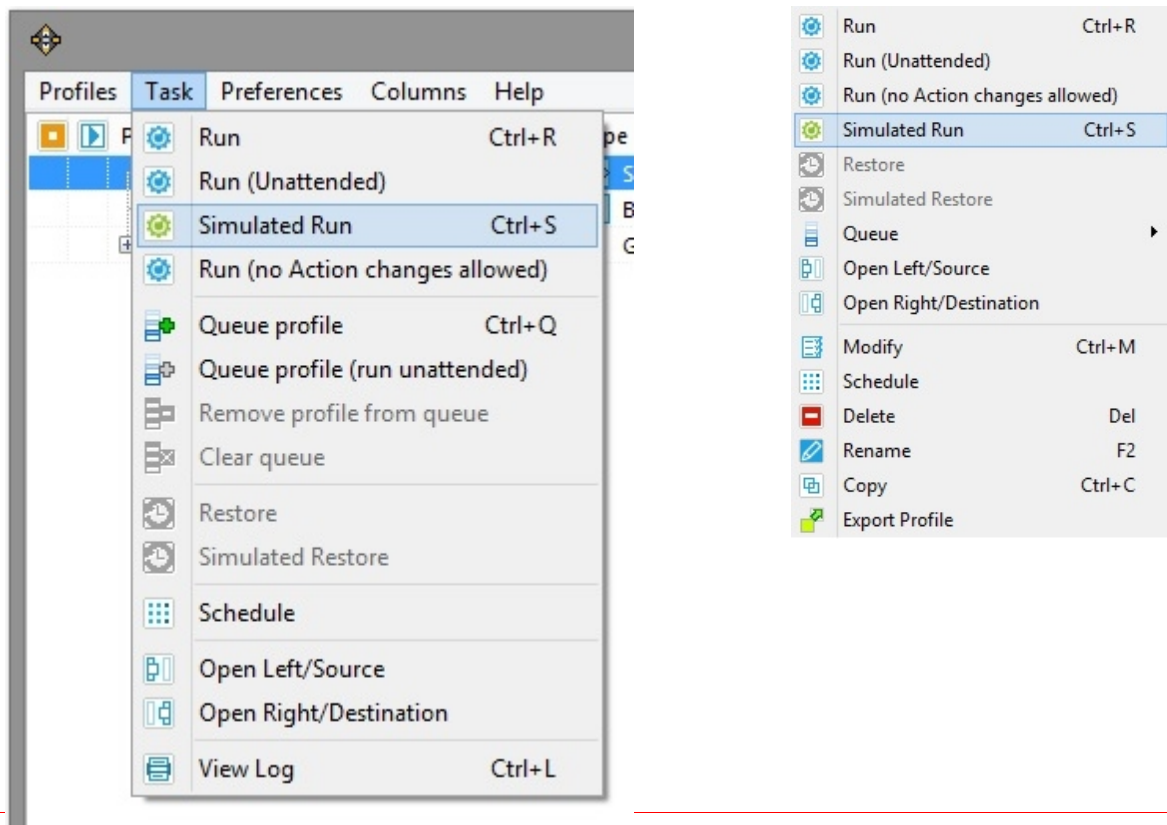 Profiles Task Preferences Columns Help
Run Ctrl+R
Run (Unattended)
Simulated Run Ctrl+S
Run (no Action changes allowed)
Queue profile Ctrl+Q
Queue profile (run unattended)
Remove profile from queue
Clear queue
Restore
Simulated Restore
Schedule
Open Left/Source
Open Right/Destination
View Log Ctrl+L
Run Ctrl+R
Run (Unattended)
Run (no Action changes allowed)
Simulated Run Ctrl+S
Restore
Simulated Restore
Queue
Open Left/Source
Open Right/Destination
Modify Ctrl+M
Schedule
Delete Del
Rename F2
Copy Ctrl+C
Export Profile